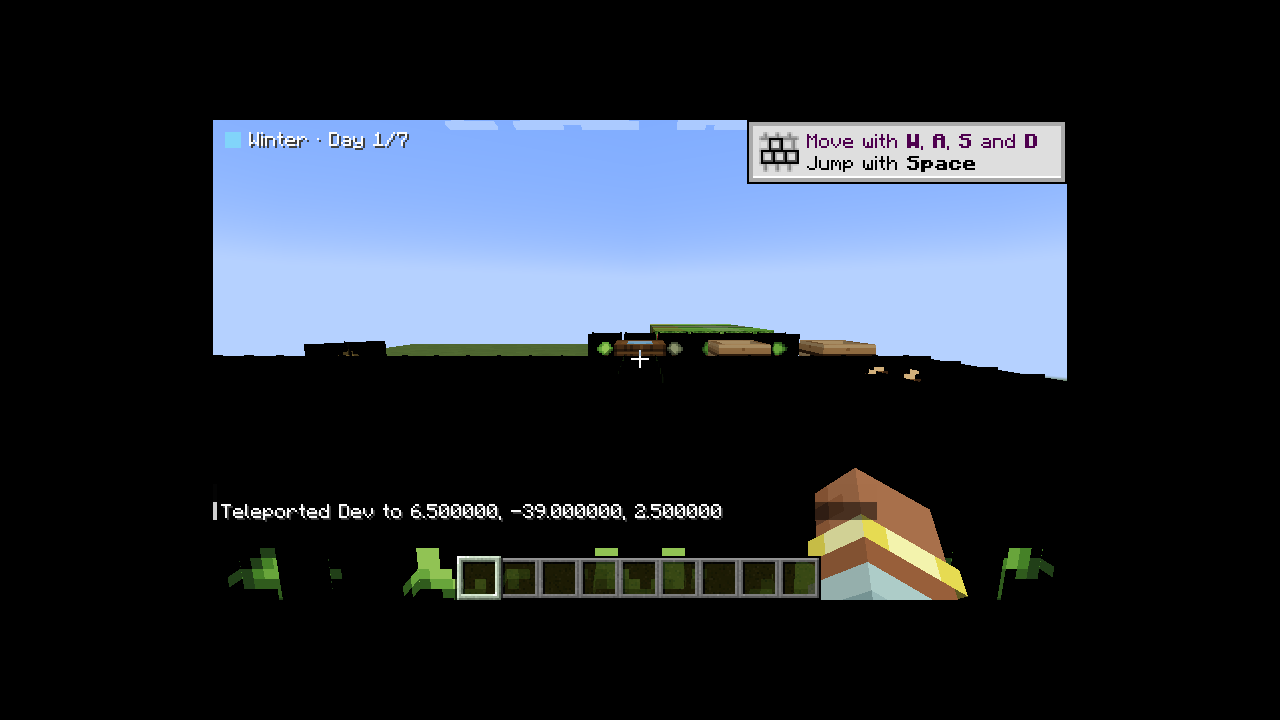 Winter · Day 1/7
Move with W, A, S and D
Jump with Space
Teleported Dev to 6.500000, -39.000000, 2.500000